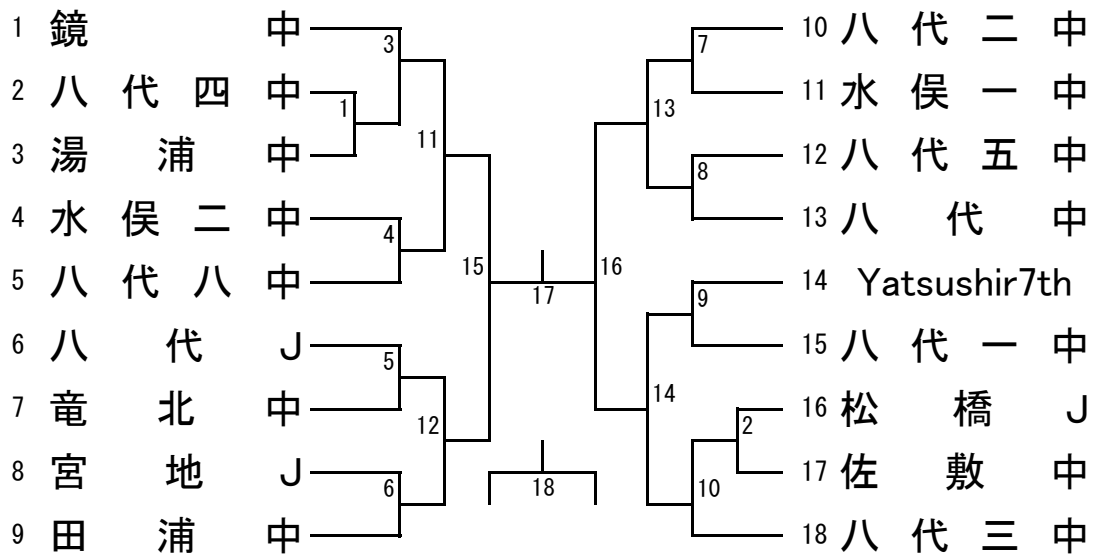 1 鏡 中
2 八 代 四 中
3 湯 浦 中
4 水 俣 二 中
5 八 代 八 中
6 八 代 J
7 竜 北 中
8 宮 地 J
9 田 浦 中
3
1
11
4
15
5
12
6
17
18
16
7
13
8
9
14
2
10
10 八 代 二 中
11 水 俣 一 中
12 八 代 五 中
13 八 代 中
14 Yatsushir7th
15 八 代 一 中
16 松 橋 J
17 佐 敷 中
18 八 代 三 中